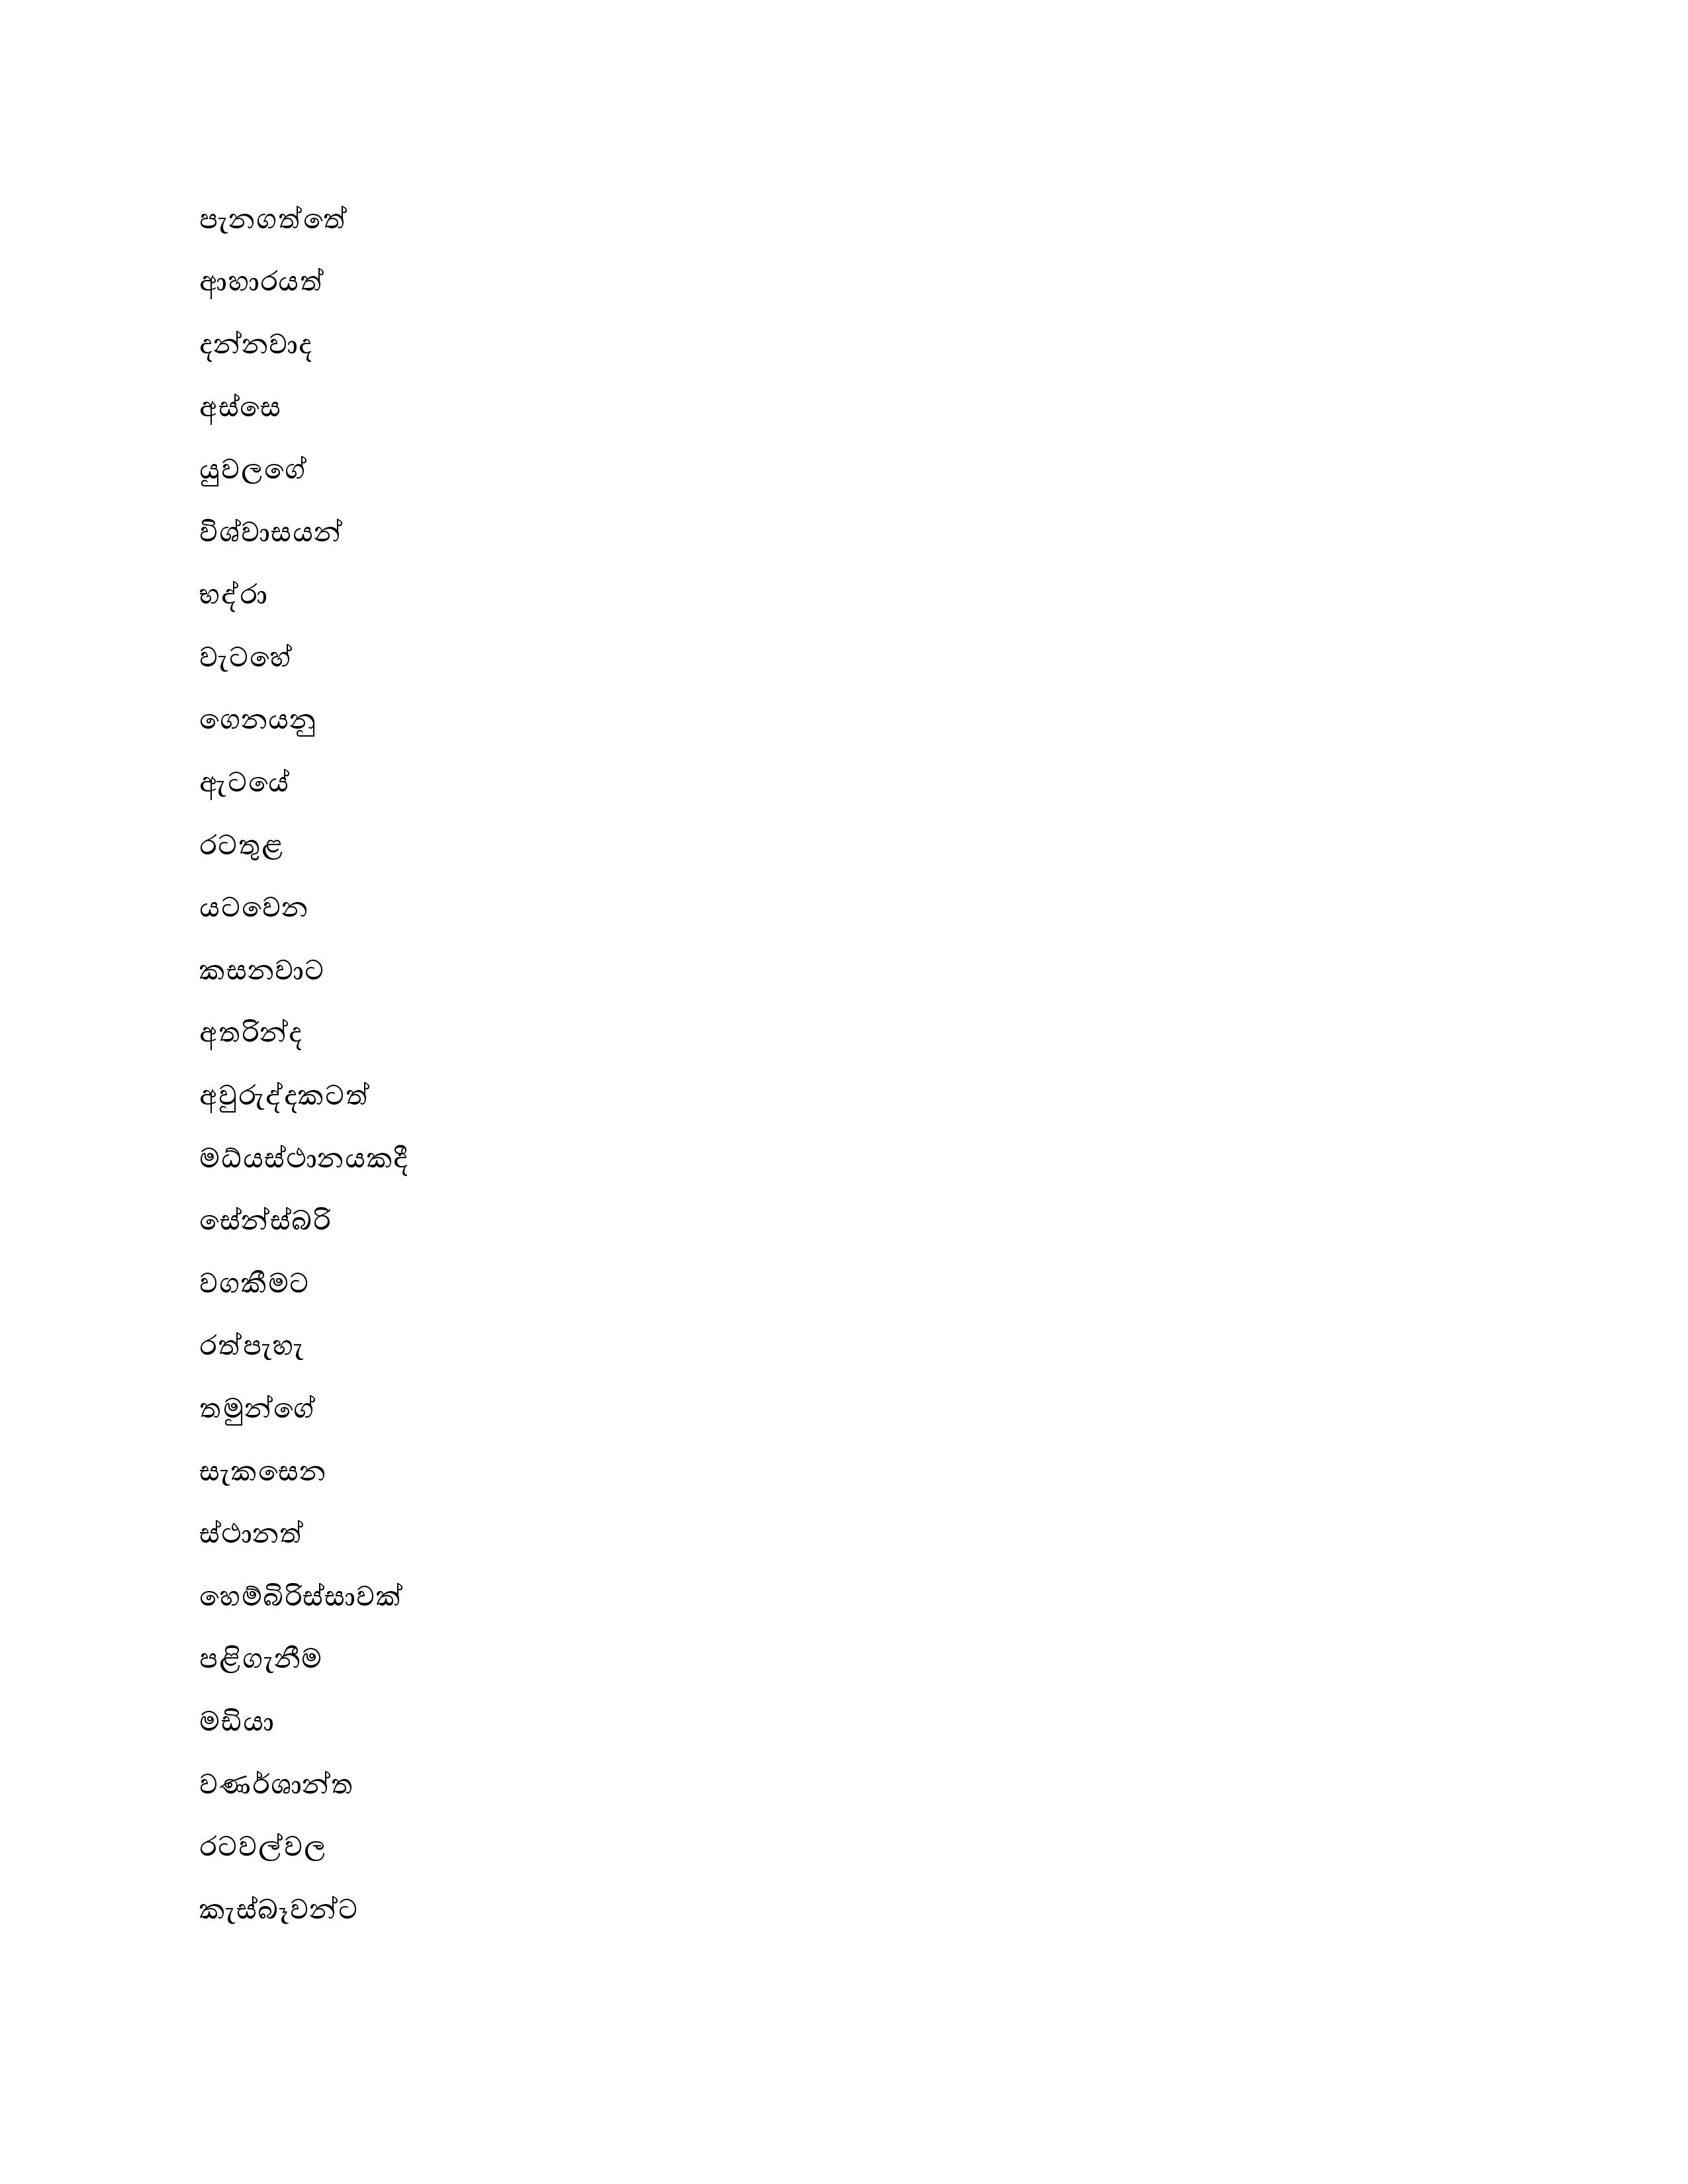 පැනගත්තේ
ආහාරයත්
දන්නවාද
අස්සෙ
යුවලගේ
විශ්වාසයන්
භද්රා
වැටහේ
ගෙනයනු
ඇටයේ
රටතුළ
යටවෙන
කසනවාට
අතරින්ද
අවුරුද්දකටත්
මධ්යස්ථානයකදී
සේන්ස්බරි
වගකීමට
රත්පැහැ
තමුන්ගේ
සැකසෙන
ස්ථානත්
හෙම්බිරිස්සාවක්
පළිගැනීම
මඩියා
වණර්ශාන්ත
රටවල්වල
කැස්බෑවන්ට